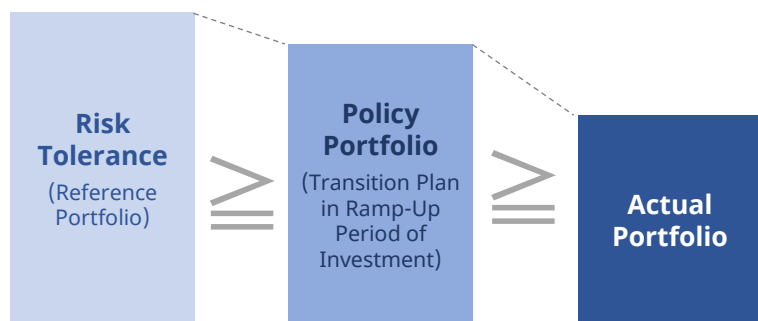 Risk
Tolerance
(Reference
Portfolio)
≧
Policy
Portfolio
(Transition Plan
in Ramp-Up
Period of
Investment)
≧
Actual
Portfolio